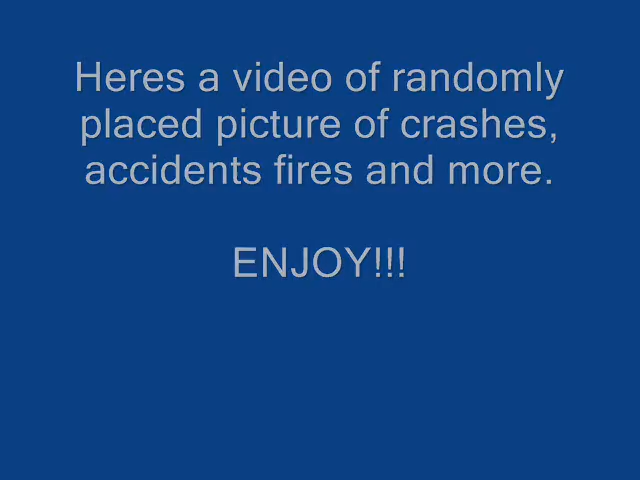 Heres a video of randomly
placed picture of crashes,
accidents fires and more.
ENJOY!!!